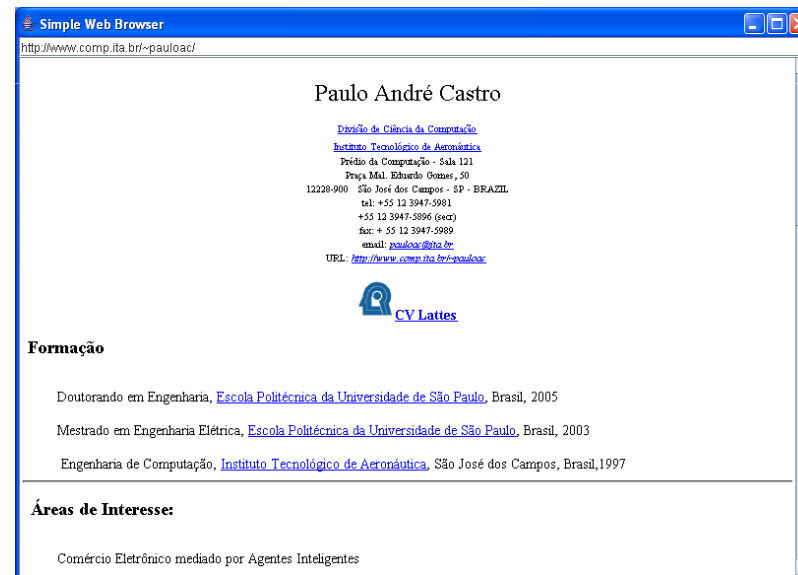 Simple Web Browser
http://www.comp.ita.br/~pauloac/
Paulo André Castro
Divisão de Ciência da Computação
Instituto Tecnológico de Aeronáutica
Prédio da Computação - Sala 121
Praça Mal. Eduardo Gomes, 50
12228-900 São José dos Campos - SP - BRAZIL
tel: +55 12 3947-5981
+55 12 3947-5896 (secr)
fax: + 55 12 3947-5989
email: pauloac@ita.br
URL: http://www.comp.ita.br/~pauloac
CV Lattes
Formação
Doutorando em Engenharia, Escola Politécnica da Universidade de São Paulo, Brasil, 2005
Mestrado em Engenharia Elétrica, Escola Politécnica da Universidade de São Paulo, Brasil, 2003
Engenharia de Computação, Instituto Tecnológico de Aeronáutica, São José dos Campos, Brasil,1997
Áreas de Interesse:
Comércio Eletrônico mediado por Agentes Inteligentes